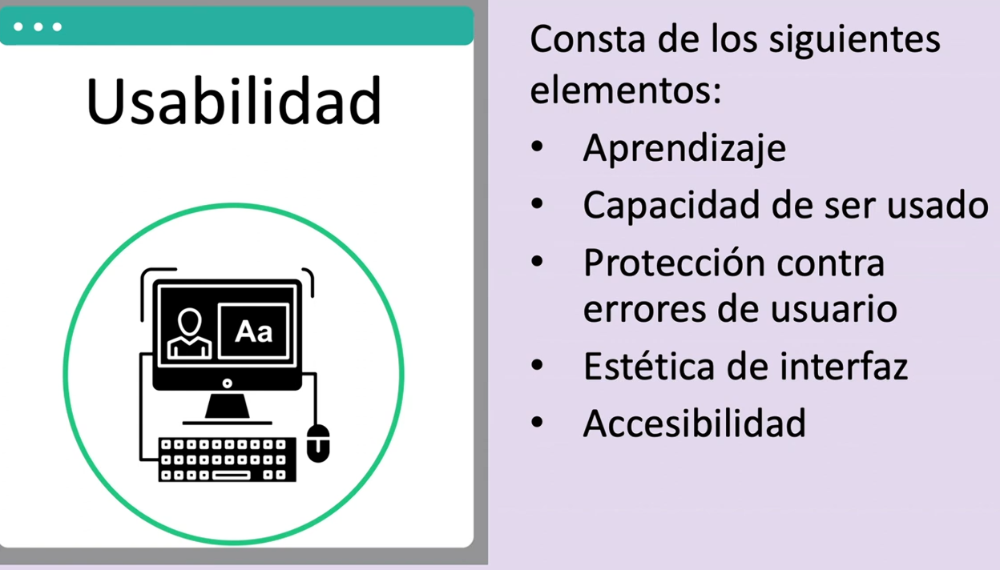 Usabilidad
Aa
Consta de los siguientes
elementos:
• Aprendizaje
• Capacidad de ser usado
• Protección contra
errores de usuario
• Estética de interfaz
• Accesibilidad